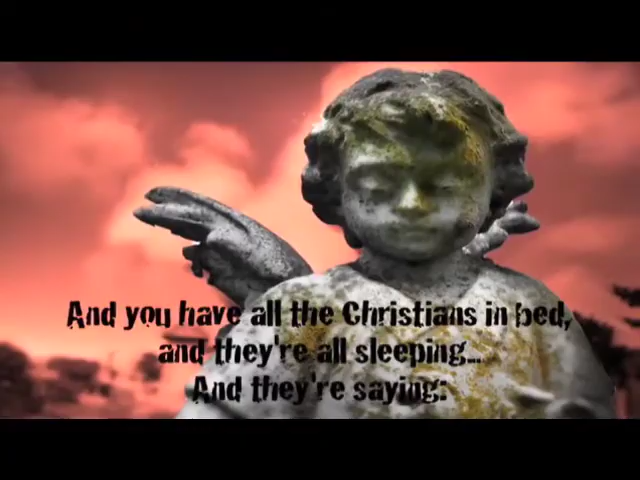 And you have all the Christians in bed,
and they're all sleeping...
And they're saying: